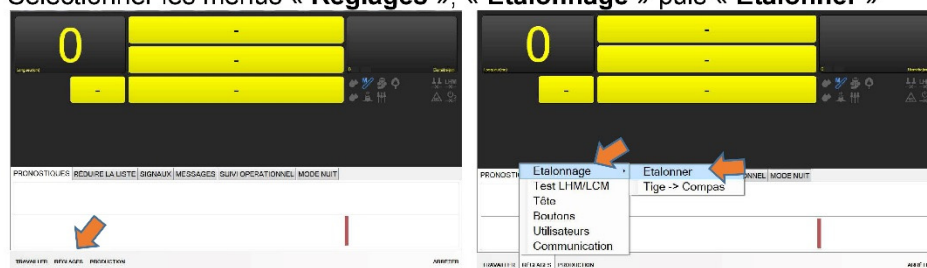 Sélectionner les menus « Réglages », « Etalonnage » puis « Etalonner »
0
-
-
-
-
PRONOSTIQUES RÉDUIRE LA LISTE SIGNAUX MESSAGES SUIVI OPERATIONNEL MODE NUIT
TRAVAILLER RÉGLAGES PRODUCTION ARRÊTER
0
-
-
-
-
PRONOSTI
NNEL MODE NUIT
Etalonnage
Etalonner
Test LHM/LCM
Tige -> Compas
Tête
Boutons
Utilisateurs
Communication
TRAVAILLER RÉGLAGES PRODUCTION